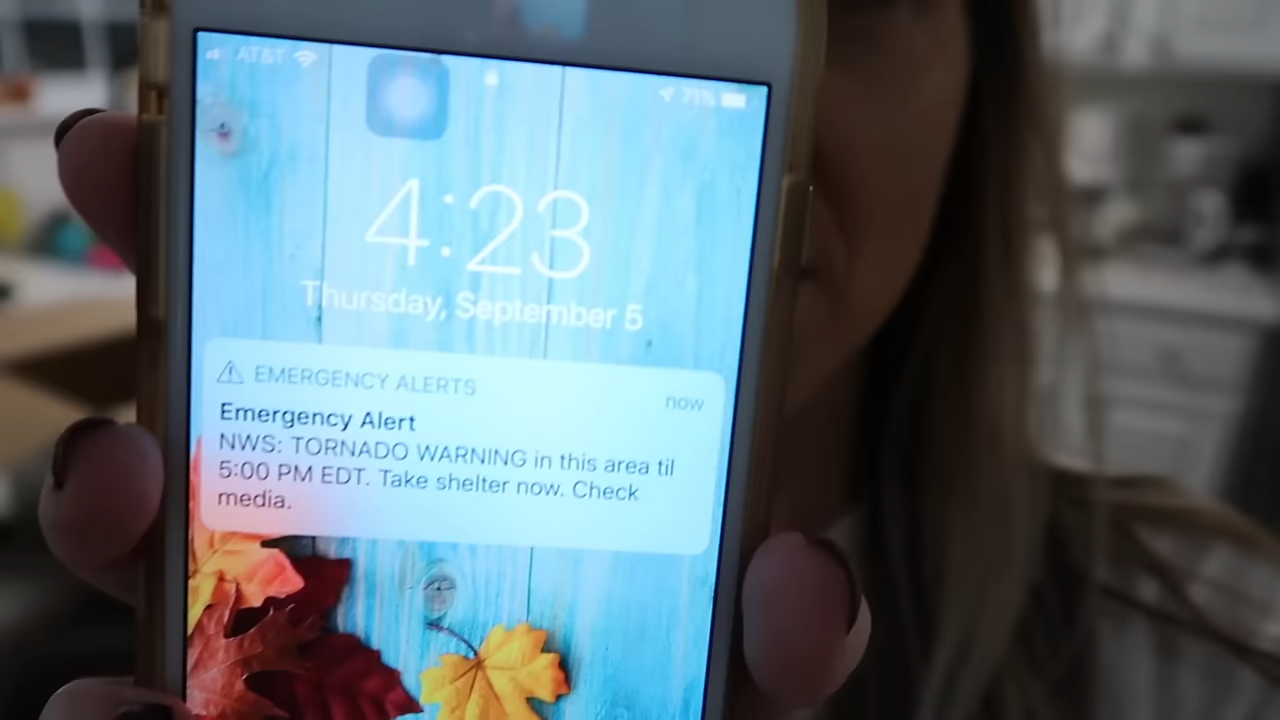 AT&T 71%
4:23
Thursday, September 5
EMERGENCY ALERTS now
Emergency Alert
NWS: TORNADO WARNING in this area til
5:00 PM EDT. Take shelter now. Check
media.